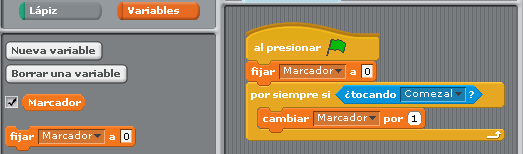 Lápiz Variables
Nueva variable
Borrar una variable
Marcador
fijar Marcador a 0
al presionar
fijar Marcador a 0
por siempre si ¿tocando Comezal ?
cambiar Marcador por 1